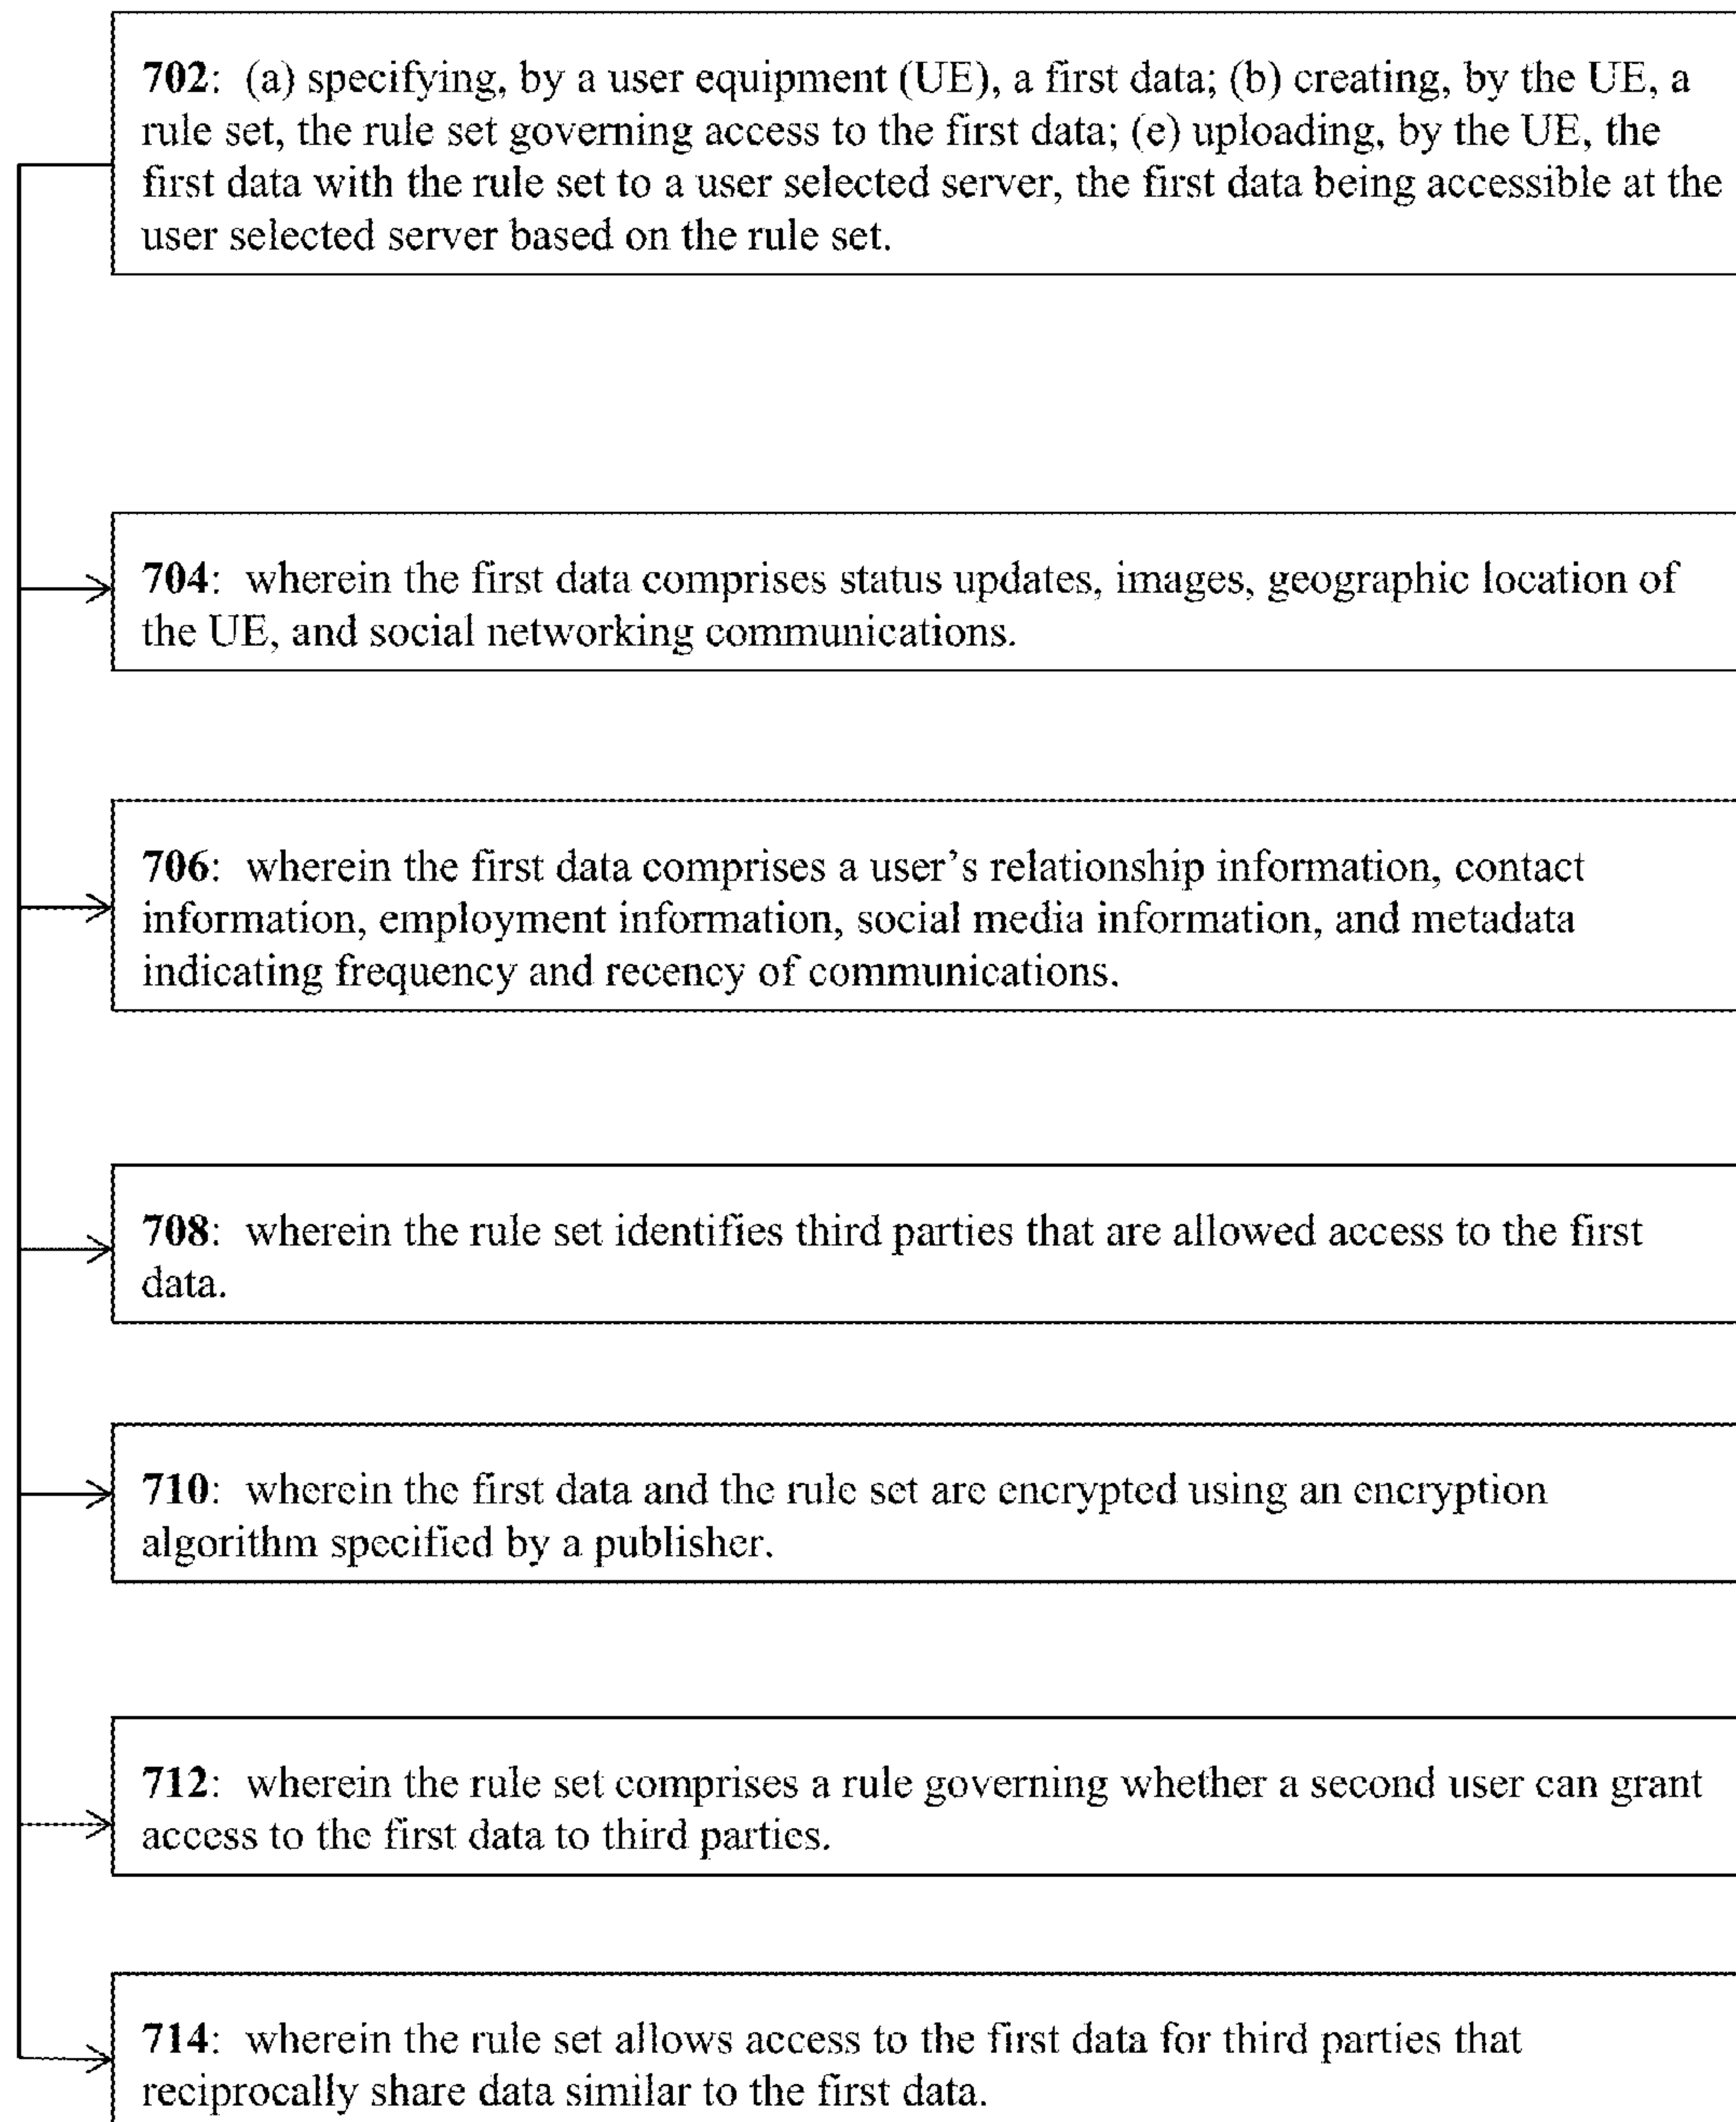 702: (a) specifying, by a user equipment (UE), a first data; (b) creating, by the UE, a
rule set, the rule set governing access to the first data; (e) uploading, by the UE, the
first data with the rule set to a user selected server, the first data being accessible at the
user selected server based on the rule set.
704: wherein the first data comprises status updates, images, geographic location of
the UE, and social networking communications.
706: wherein the first data comprises a user's relationship information, contact
information, employment information, social media information, and metadata
indicating frequency and recency of communications.
708: wherein the rule set identifies third parties that are allowed access to the first
data.
710: wherein the first data and the rule set are encrypted using an encryption
algorithm specified by a publisher.
712: wherein the rule set comprises a rule governing whether a second user can grant
access to the first data to third parties.
714: wherein the rule set allows access to the first data for third parties that
reciprocally share data similar to the first data.